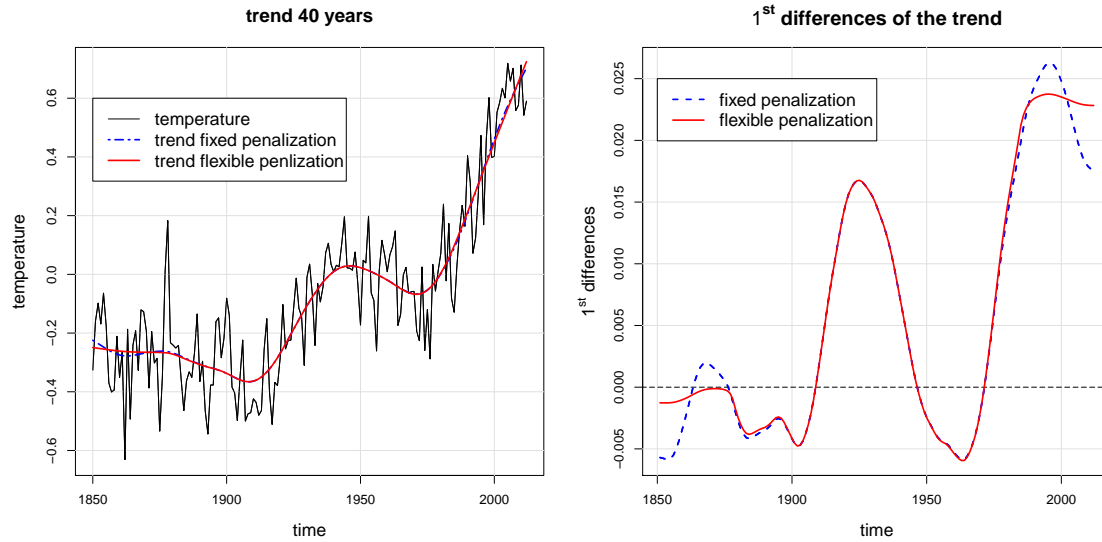 trend 40 years
temperature
trend fixed penalization
trend flexible penlization
0.6
0.4
0.2
0.0
−0.2
−0.4
−0.6
temperature
1850
1900
1950
2000
time
1st differences of the trend
fixed penalization
flexible penalization
0.025
0.020
0.015
0.010
0.005
0.000
−0.005
1st differences
1850
1900
1950
2000
time